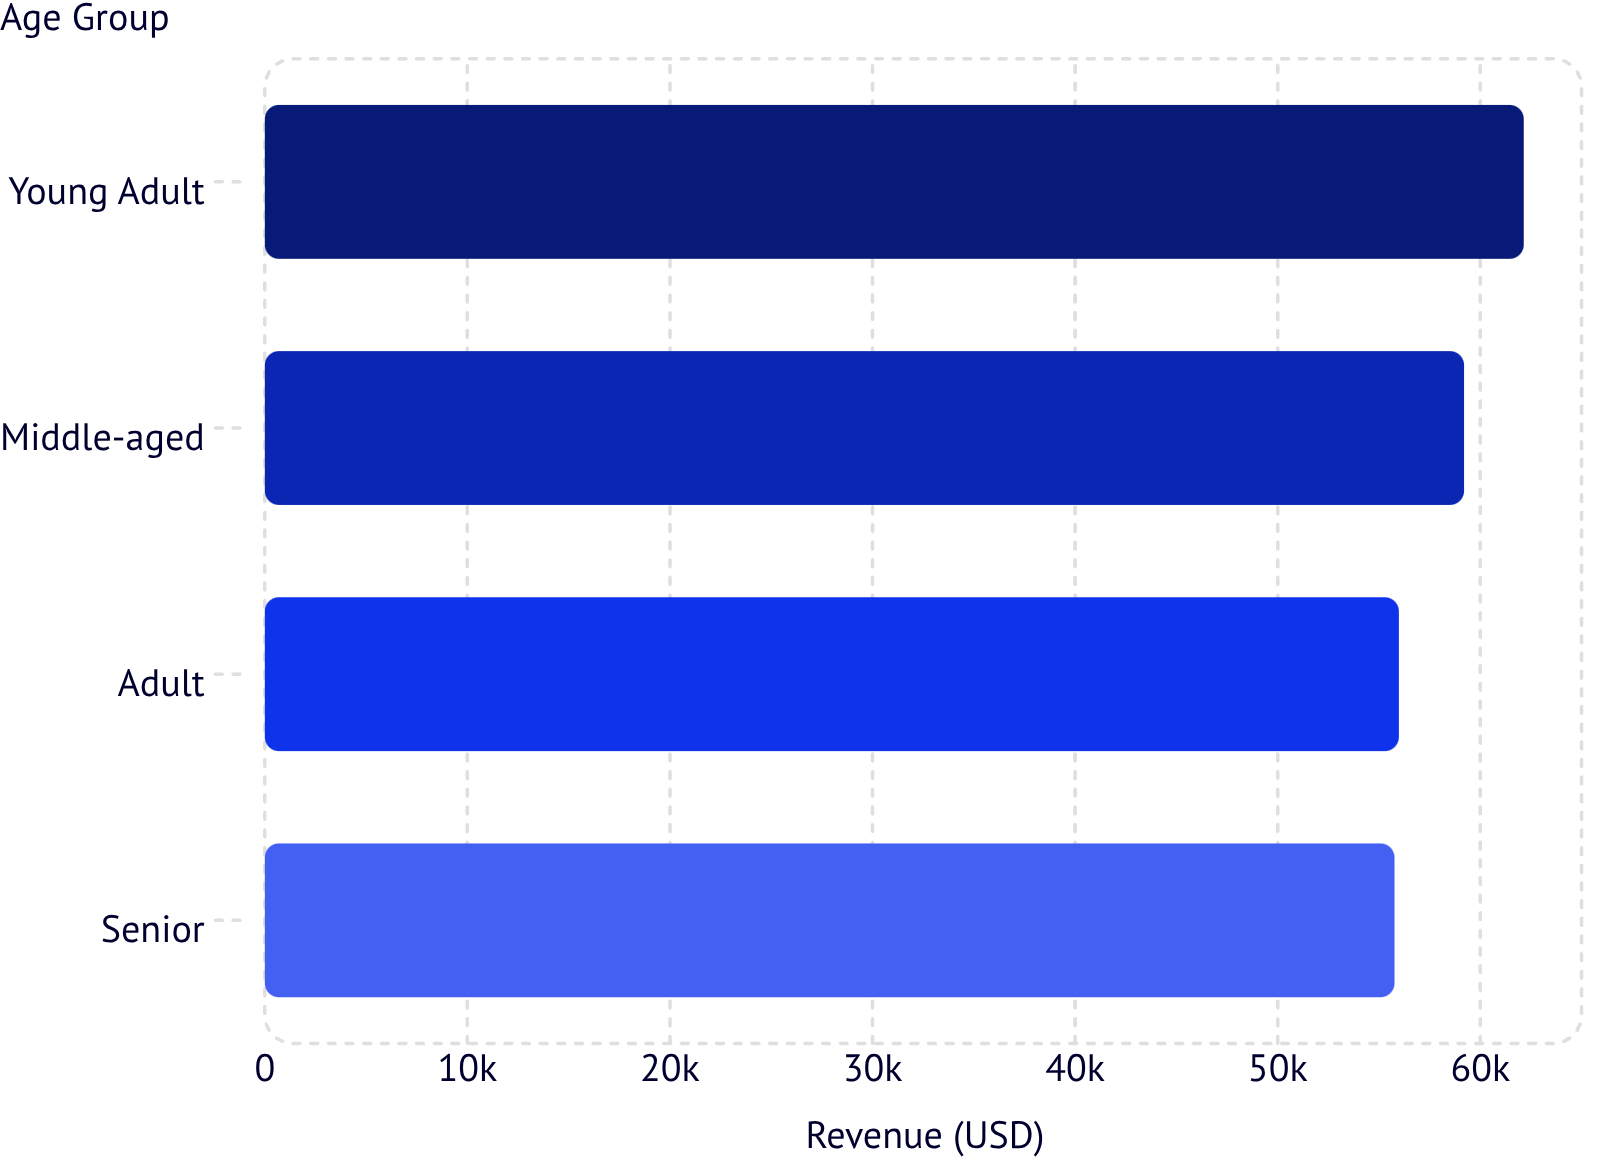 Age Group
Young Adult
Middle-aged
Adult
Senior
0 10k 20k 30k 40k 50k 60k
Revenue (USD)